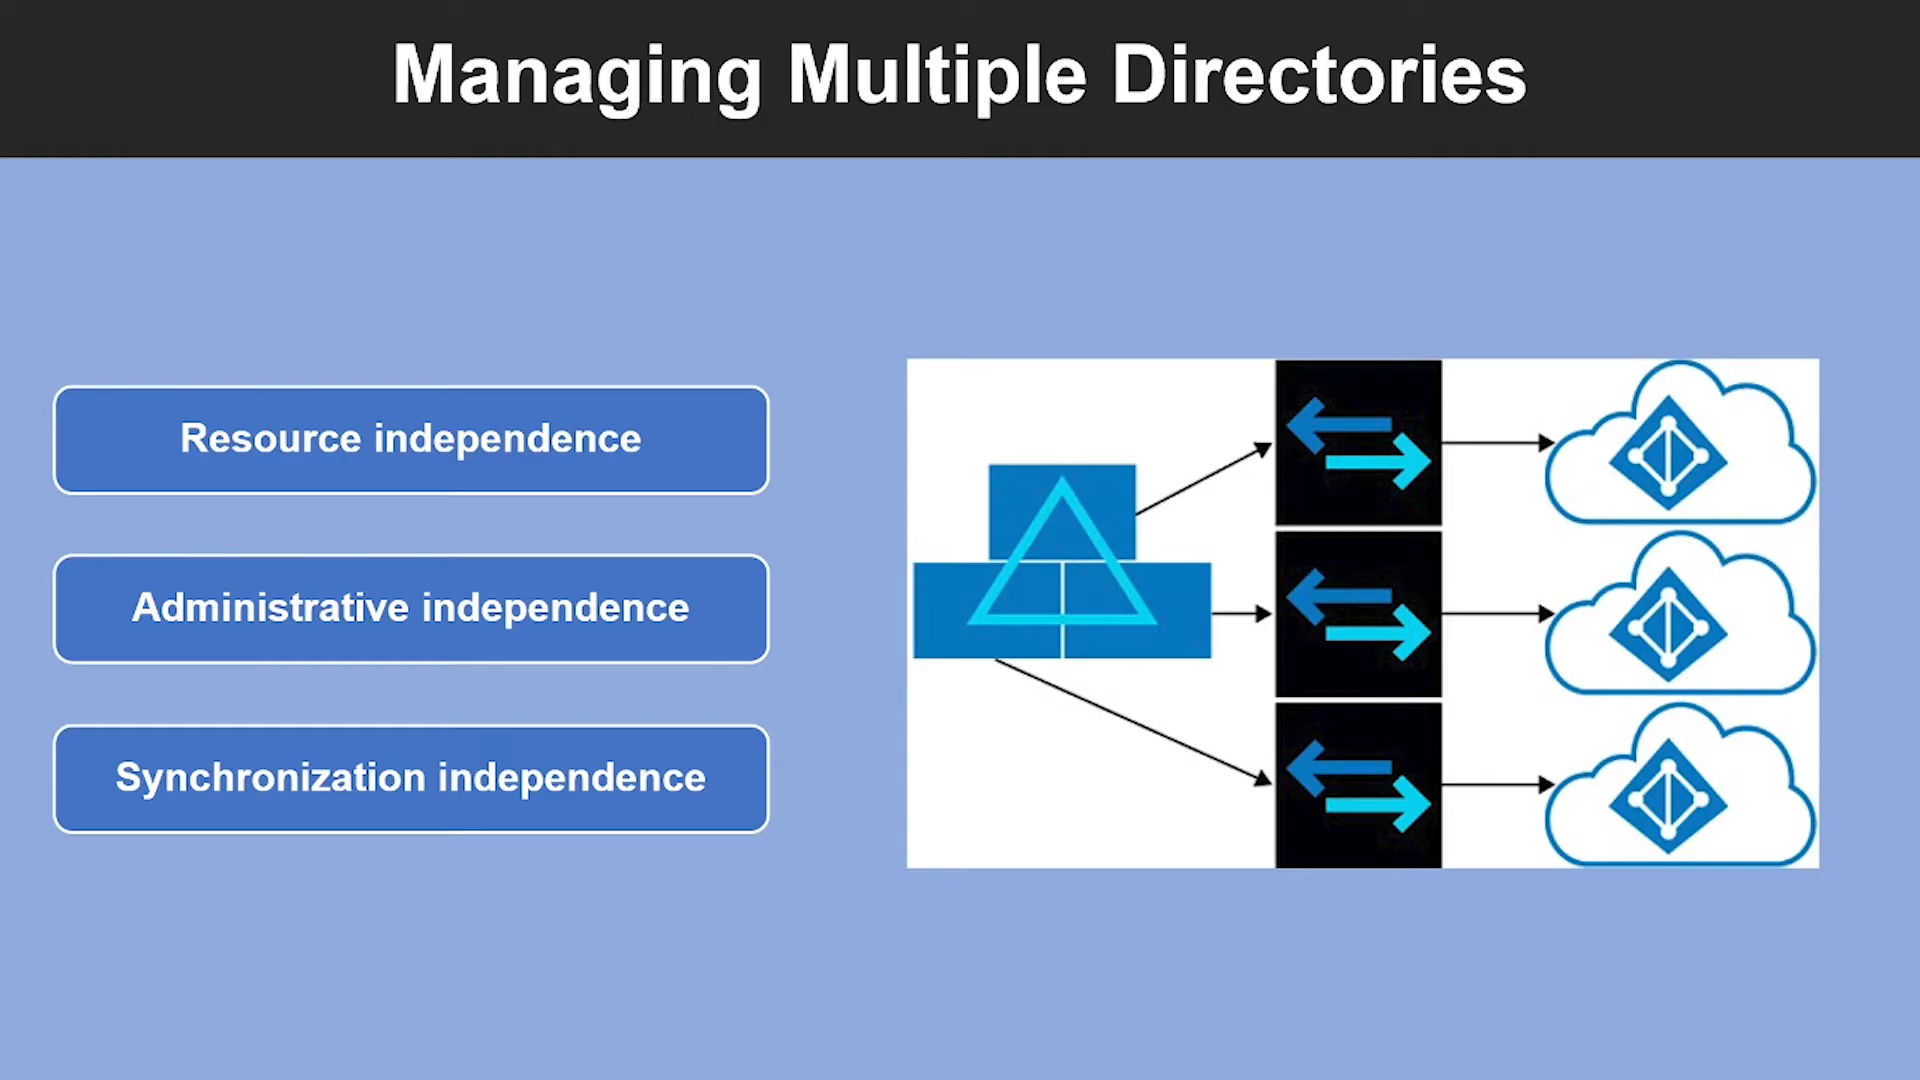 Managing Multiple Directories
Resource independence
Administrative independence
Synchronization independence